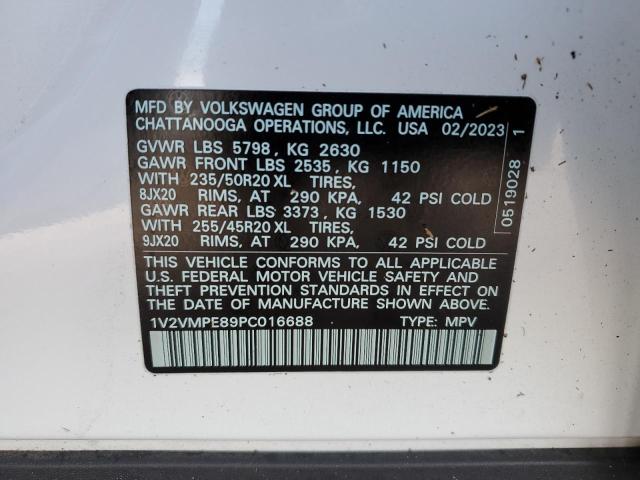 MFD BY VOLKSWAGEN GROUP OF AMERICA
CHATTANOOGA OPERATIONS, LLC. USA 02/2023
GVWR LBS 5798, KG 2630
GAWR FRONT LBS 2535, KG 1150
WITH 235/50R20 XL TIRES,
8JX20 RIMS, AT 290 KPA, 42 PSI COLD
GAWR REAR LBS 3373, KG 1530
WITH 255/45R20 XL TIRES,
9JX20 RIMS, AT 290 KPA, 42 PSI COLD
THIS VEHICLE CONFORMS TO ALL APPLICABLE
U.S. FEDERAL MOTOR VEHICLE SAFETY AND
THEFT PREVENTION STANDARDS IN EFFECT ON
THE DATE OF MANUFACTURE SHOWN ABOVE.
1V2VMPE89PC016688 TYPE: MPV
0519028 1